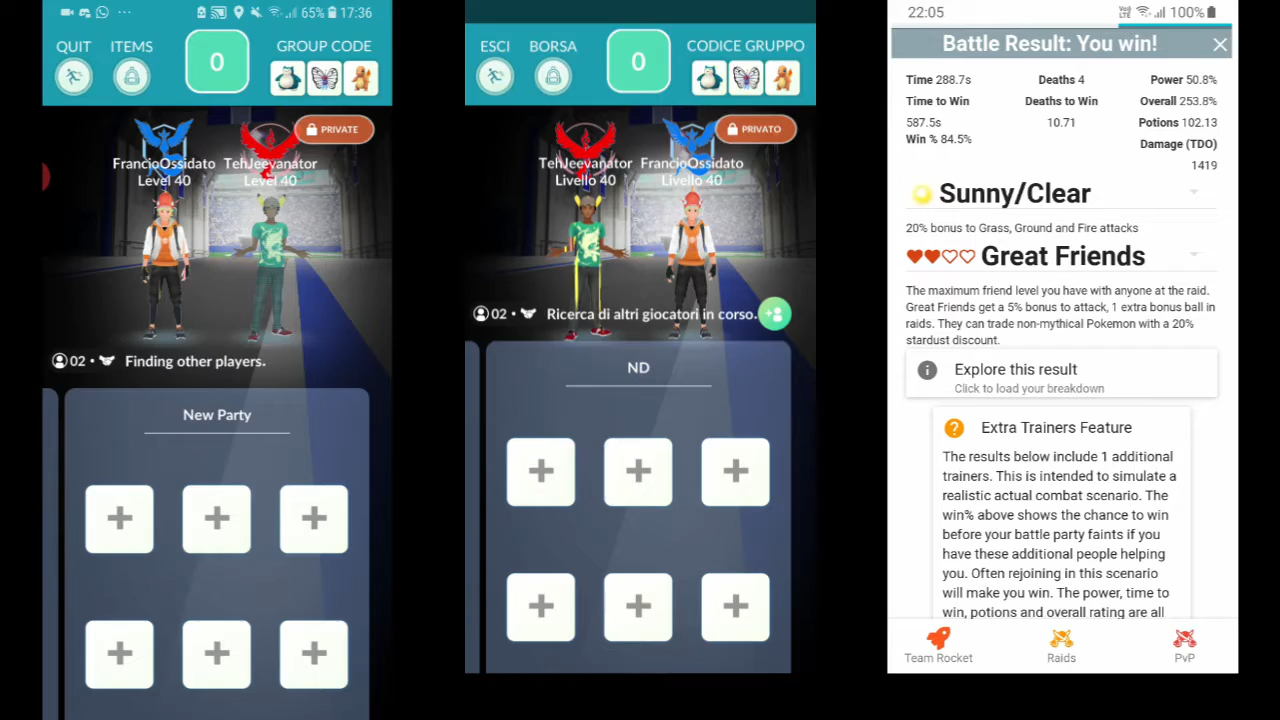 65% 17:36
QUIT
ITEMS
0
GROUP CODE
PRIVATE
FrancioOssidato
Level 40
TehJeevanator
Level 40
02 • Finding other players.
New Party
ESCI
BORSA
0
CODICE GRUPPO
PRIVATO
TehJeevanator
Livello 40
FrancioOssidato
Livello 40
02 • Ricerca di altri giocatori in corso.
ND
22:05
100%
Battle Result: You win!
Time 288.7s
Deaths 4
Power 50.8%
Time to Win
587.5s
Deaths to Win
10.71
Overall 253.8%
Potions 102.13
Win % 84.5%
Damage (TDO)
1419
Sunny/Clear
20% bonus to Grass, Ground and Fire attacks
Great Friends
The maximum friend level you have with anyone at the raid.
Great Friends get a 5% bonus to attack, 1 extra bonus ball in
raids. They can trade non-mythical Pokemon with a 20%
stardust discount.
Explore this result
Click to load your breakdown
Extra Trainers Feature
The results below include 1 additional
trainers. This is intended to simulate a
realistic actual combat scenario. The
win% above shows the chance to win
before your battle party faints if you
have these additional people helping
you. Often rejoining in this scenario
will make you win. The power, time to
win, potions and overall rating are all
Team Rocket
Raids
PvP